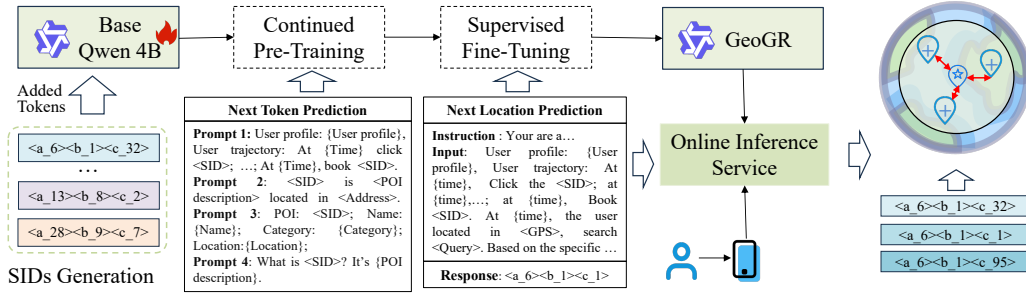 Base
Qwen 4B
Continued
Pre-Training
Supervised
Fine-Tuning
GeoGR
Added
Tokens
<a_6><b_1><c_32>
...
<a_13><b_8><c_2>
<a_28><b_9><c_7>
SIDs Generation
Next Token Prediction
Prompt 1: User profile: {User profile},
User trajectory: At {Time} click
<SID>; …; At {Time}, book <SID>.
Prompt 2: <SID> is <POI
description> located in <Address>.
Prompt 3: POI: <SID>; Name:
{Name}; Category: {Category};
Location:{Location};
Prompt 4: What is <SID>? It's {POI
description}.
Next Location Prediction
Instruction : Your are a…
Input: User profile: {User
profile}, User trajectory: At
{time}, Click the <SID>; at
{time},…; at {time}, Book
<SID>. At {time}, the user
located in <GPS>, search
<Query>. Based on the specific …
Response: <a_6><b_1><c_1>
Online Inference
Service
<a_6><b_1><c_32>
<a_6><b_1><c_1>
<a_6><b_1><c_95>